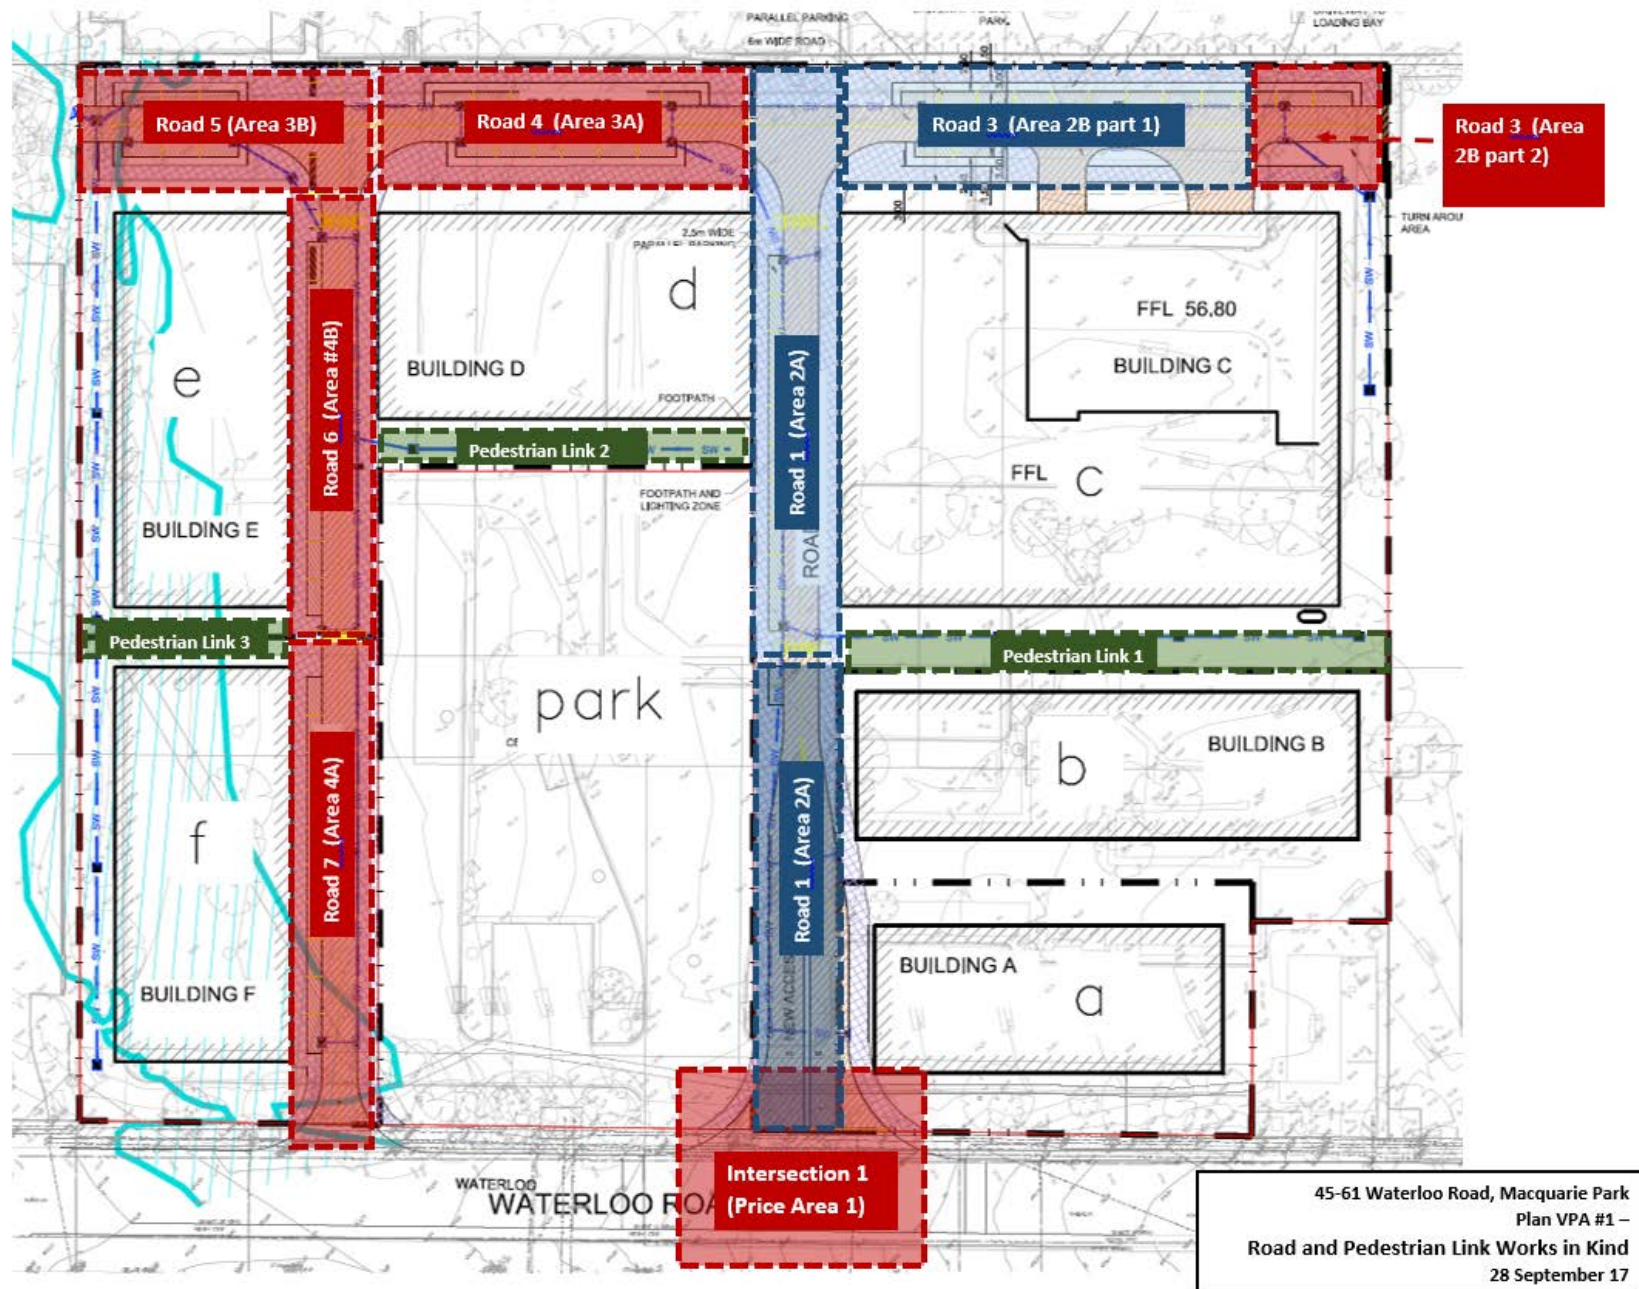 PARALLEL PARKING
PARK.
LOADING BAY
6m WIDE ROAD
Road 5 (Area 3B)
Road 4 (Area 3A)
Road 3 (Area 2B part 1)
Road 3 (Area
2B part 2)
TURN AROU
AREA
2.5m WIDE
PARALLEL PARKING
d
BUILDING D
FOOTPATH
FFL 56.80
BUILDING C
FFL
C
e
BUILDING E
Road 6 (Area #4B)
Road 1 (Area 2A)
ROA
Pedestrian Link 2
FOOTPATH AND
LIGHTING ZONE
Pedestrian Link 3
Pedestrian Link 1
park
b
BUILDING B
f
BUILDING F
Road 7 (Area 4A)
Road 1 (Area 2A)
NEW ACCES
BUILDING A
a
Intersection 1
(Price Area 1)
WATERLOO
WATERLOO ROA
45-61 Waterloo Road, Macquarie Park
Plan VPA #1 –
Road and Pedestrian Link Works in Kind
28 September 17